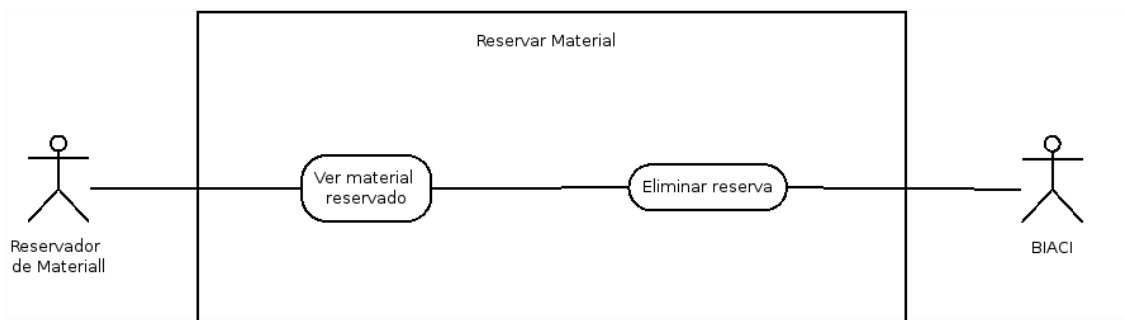 Reservar Material
Ver material
reservado
Eliminar reserva
Reservador
de Materiall
BIACI